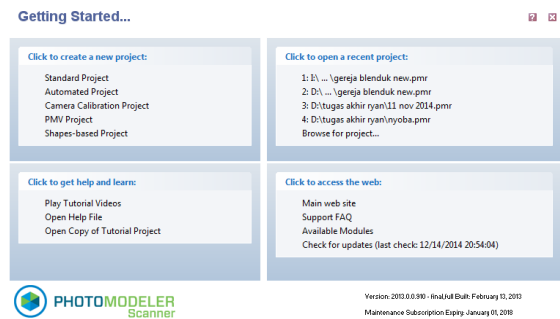 Getting Started...
Click to create a new project:
Standard Project
Automated Project
Camera Calibration Project
PMV Project
Shapes-based Project
Click to open a recent project:
1: I:\ ... \gereja blenduk new.pmr
2: D:\ ... \gereja blenduk new.pmr
3: D:\tugas akhir ryan\11 nov 2014.pmr
4: D:\tugas akhir ryan\nyoba.pmr
Browse for project...
Click to get help and learn:
Play Tutorial Videos
Open Help File
Open Copy of Tutorial Project
Click to access the web:
Main web site
Support FAQ
Available Modules
Check for updates (last check: 12/14/2014 20:54:04)
PHOTOMODELER
Scanner
Version: 2013.0.0.910 - final,full Built: February 13, 2013
Maintenance Subscription Expiry: January 01, 2018